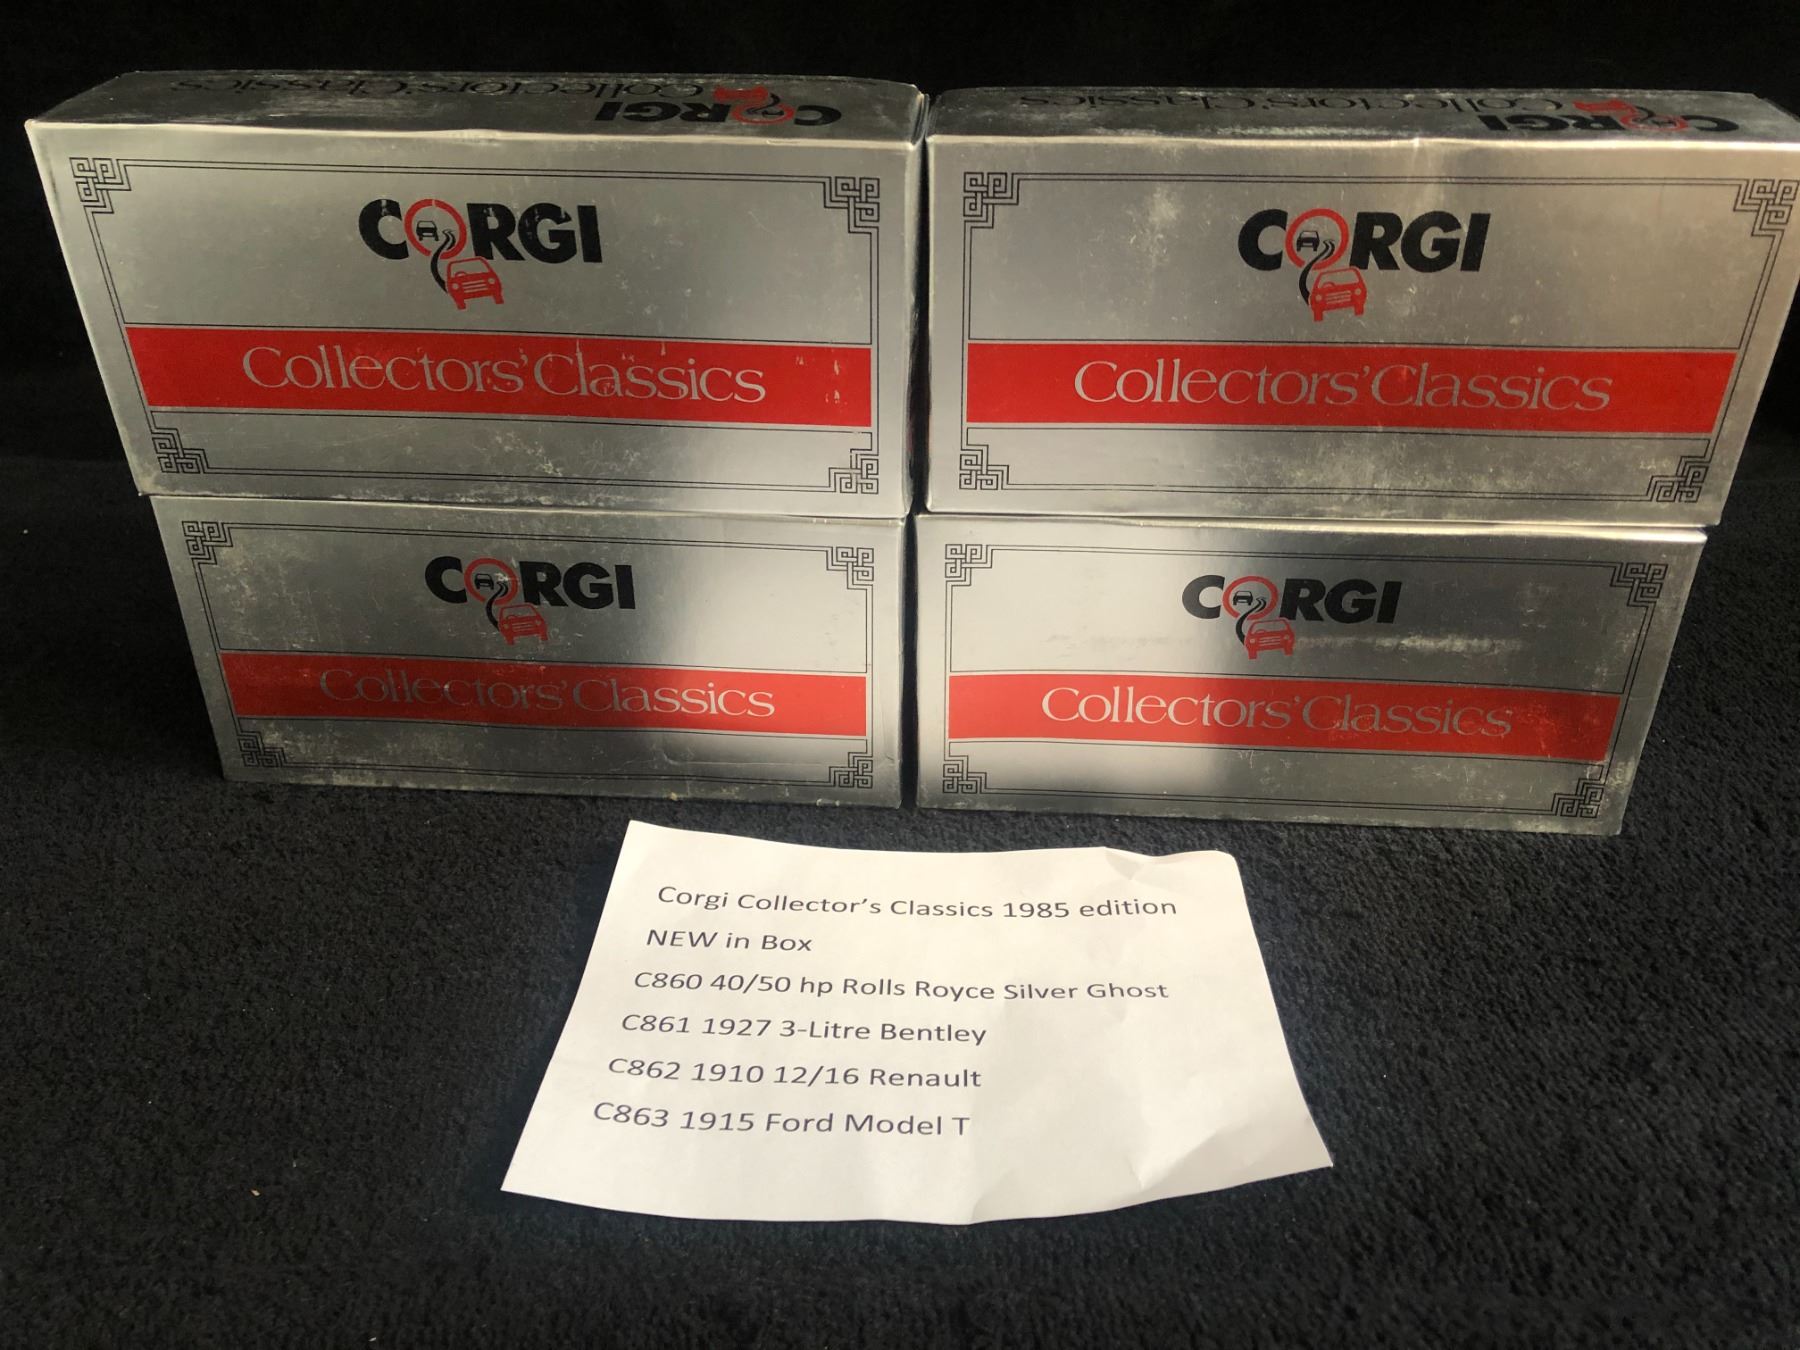 CORGI Collectors' Classics
CORGI Collectors' Classics
CORGI
Collectors' Classics
CORGI
Collectors' Classics
CORGI
Collectors' Classics
CORGI
Collectors' Classics
Corgi Collector's Classics 1985 edition
NEW in Box
C860 40/50 hp Rolls Royce Silver Ghost
C861 1927 3-Litre Bentley
C862 1910 12/16 Renault
C863 1915 Ford Model T